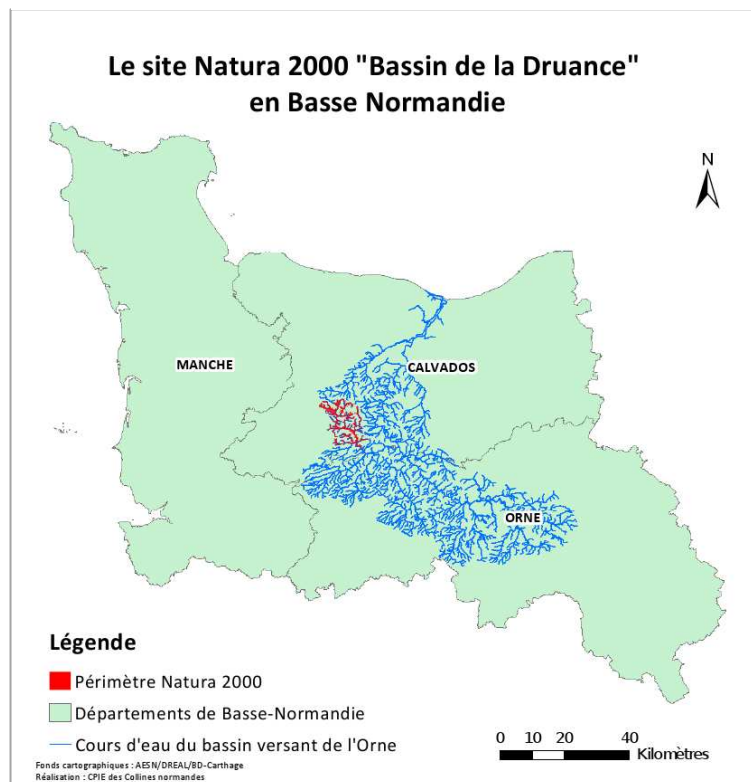 Le site Natura 2000 "Bassin de la Druance"
en Basse Normandie
N
MANCHE
CALVADOS
ORNE
Légende
Périmètre Natura 2000
Départements de Basse-Normandie
Cours d'eau du bassin versant de l'Orne
0 10 20 40
Kilomètres
Fonds cartographiques : AESN/DREAL/BD-Carthage
Réalisation : CPIE des Collines normandes